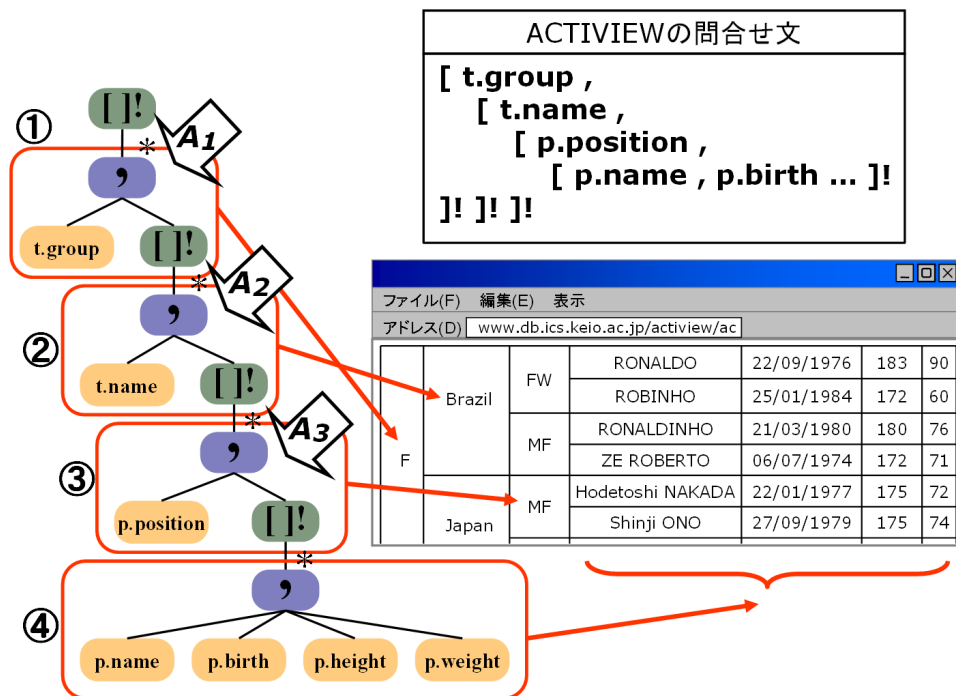 ACTIVIEWの問合せ文
[ t.group ,
[ t.name ,
[ p.position ,
[ p.name , p.birth ... ]!
]! ]! ]!
①
[ ]!
*
A1
,
t.group
[ ]!
*
A2
②
,
t.name
[ ]!
*
A3
③
,
p.position
[ ]!
*
④
,
p.name p.birth p.height p.weight
ファイル(F) 編集(E) 表示
アドレス(D) www.db.ics.keio.ac.jp/actiview/ac
F
Brazil
FW
RONALDO 22/09/1976 183 90
ROBINHO 25/01/1984 172 60
MF
RONALDINHO 21/03/1980 180 76
ZE ROBERTO 06/07/1974 172 71
Japan
MF
Hodetoshi NAKADA 22/01/1977 175 72
Shinji ONO 27/09/1979 175 74